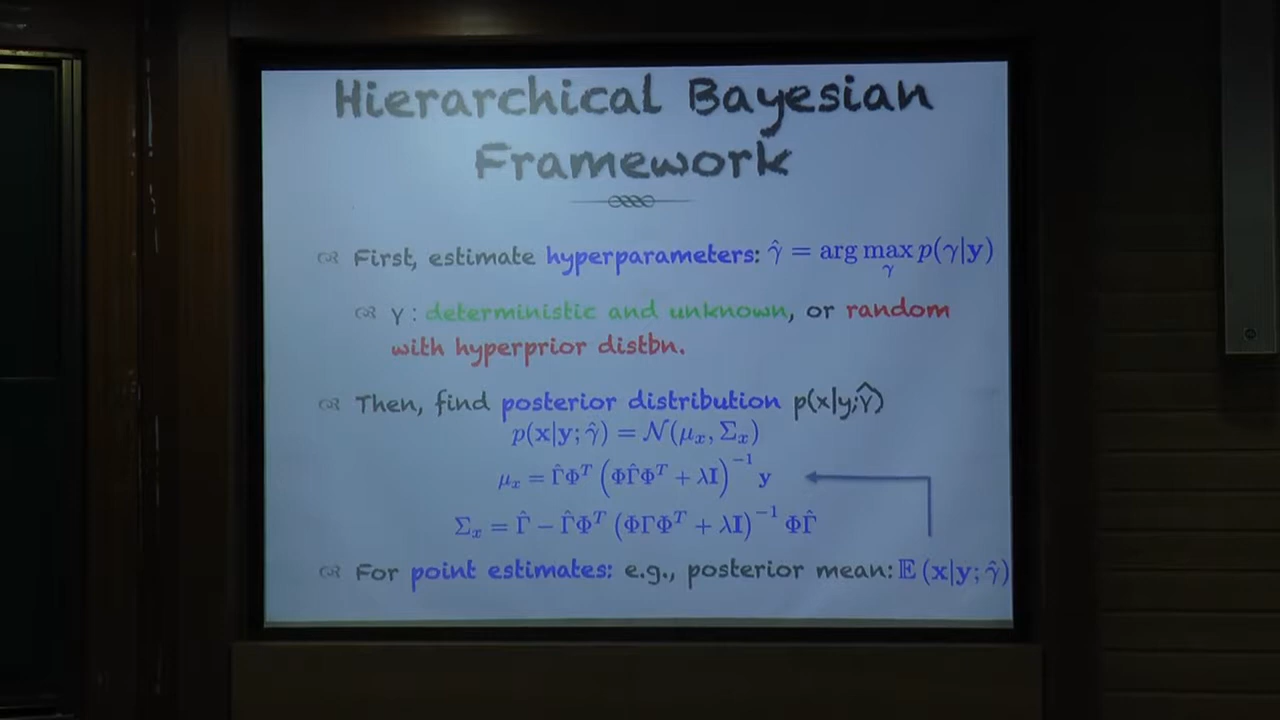 Hierarchical Bayesian
Framework
First, estimate hyperparameters: γ̂ = arg max_γ p(γ|y)
γ : deterministic and unknown, or random
with hyperprior distbn.
Then, find posterior distribution p(x|y;γ̂)
p(x|y; γ̂) = N(μ_x, Σ_x)
μ_x = Γ̂Φ^T (ΦΓ̂Φ^T + λI)^{-1} y
Σ_x = Γ̂ − Γ̂Φ^T (ΦΓΦ^T + λI)^{-1} ΦΓ̂
For point estimates: e.g., posterior mean: 𝔼 (x|y; γ̂)